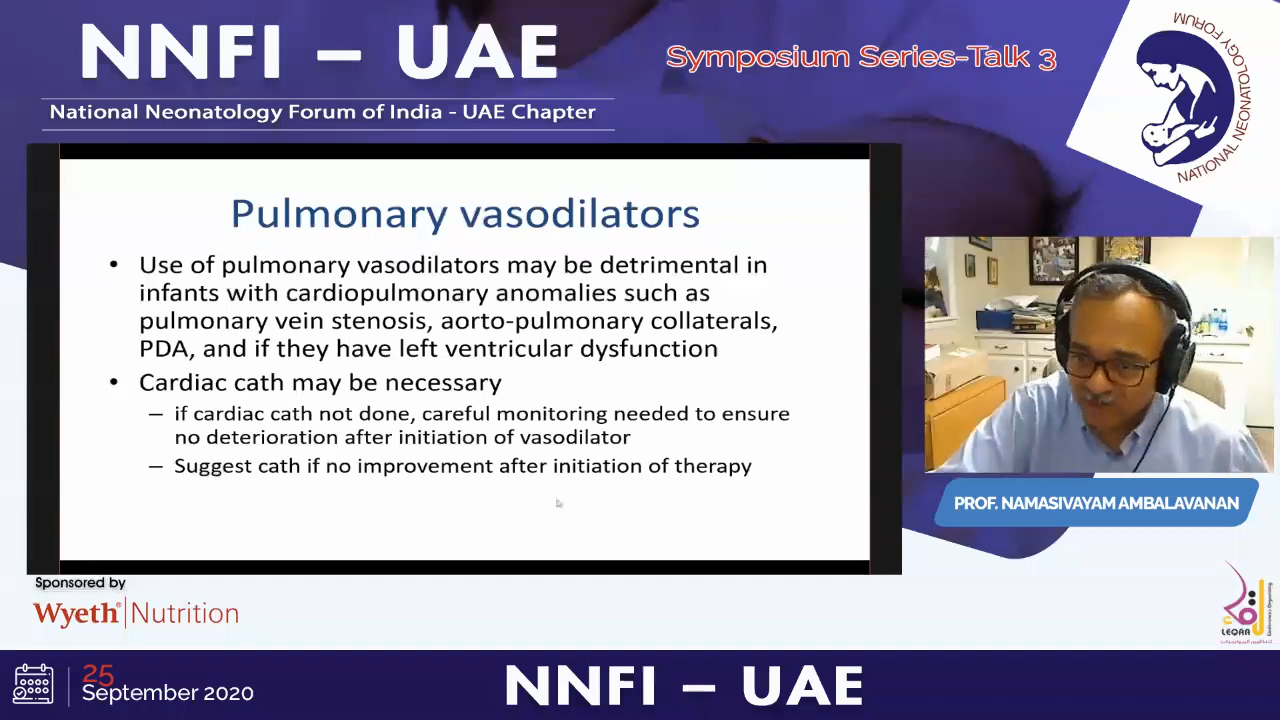 NNFI – UAE
National Neonatology Forum of India - UAE Chapter
Symposium Series-Talk 3
NATIONAL NEONATOLOGY FORUM
Pulmonary vasodilators
• Use of pulmonary vasodilators may be detrimental in
infants with cardiopulmonary anomalies such as
pulmonary vein stenosis, aorto-pulmonary collaterals,
PDA, and if they have left ventricular dysfunction
• Cardiac cath may be necessary
– if cardiac cath not done, careful monitoring needed to ensure
no deterioration after initiation of vasodilator
– Suggest cath if no improvement after initiation of therapy
PROF. NAMASIVAYAM AMBALAVANAN
Sponsored by
Wyeth® Nutrition
LEQAA
25
September 2020
NNFI – UAE